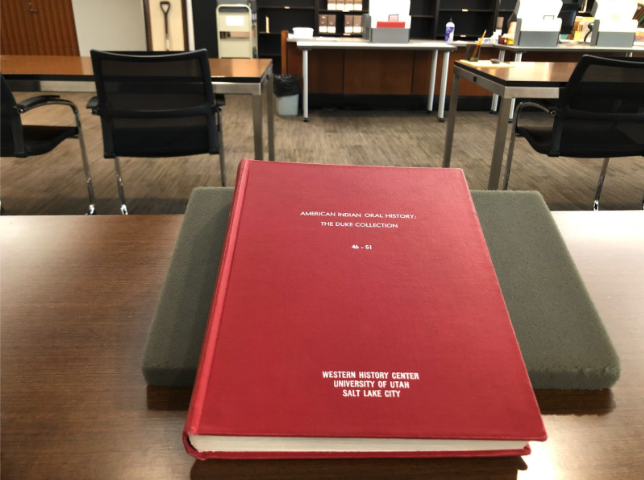 AMERICAN INDIAN ORAL HISTORY:
THE DUKE COLLECTION
46 - 51
WESTERN HISTORY CENTER
UNIVERSITY OF UTAH
SALT LAKE CITY